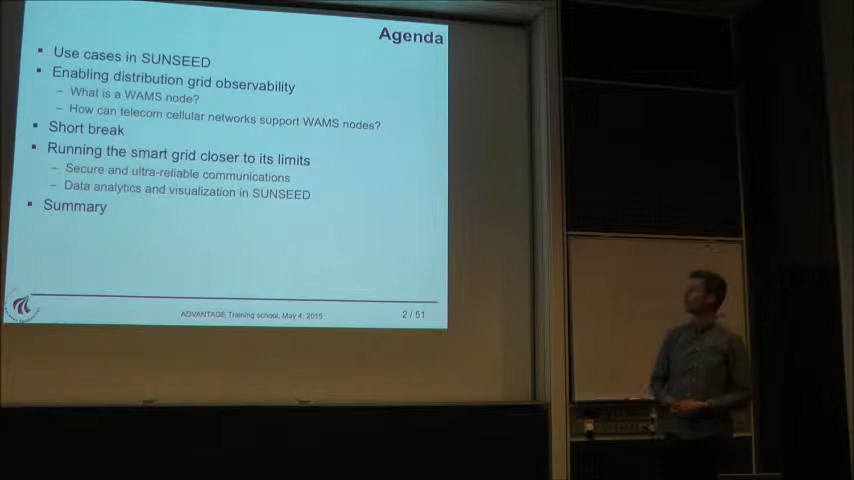 Agenda
▪ Use cases in SUNSEED
▪ Enabling distribution grid observability
– What is a WAMS node?
– How can telecom cellular networks support WAMS nodes?
▪ Short break
▪ Running the smart grid closer to its limits
– Secure and ultra-reliable communications
– Data analytics and visualization in SUNSEED
▪ Summary
ADVANTAGE Training school, May 4, 2015
2 / 51